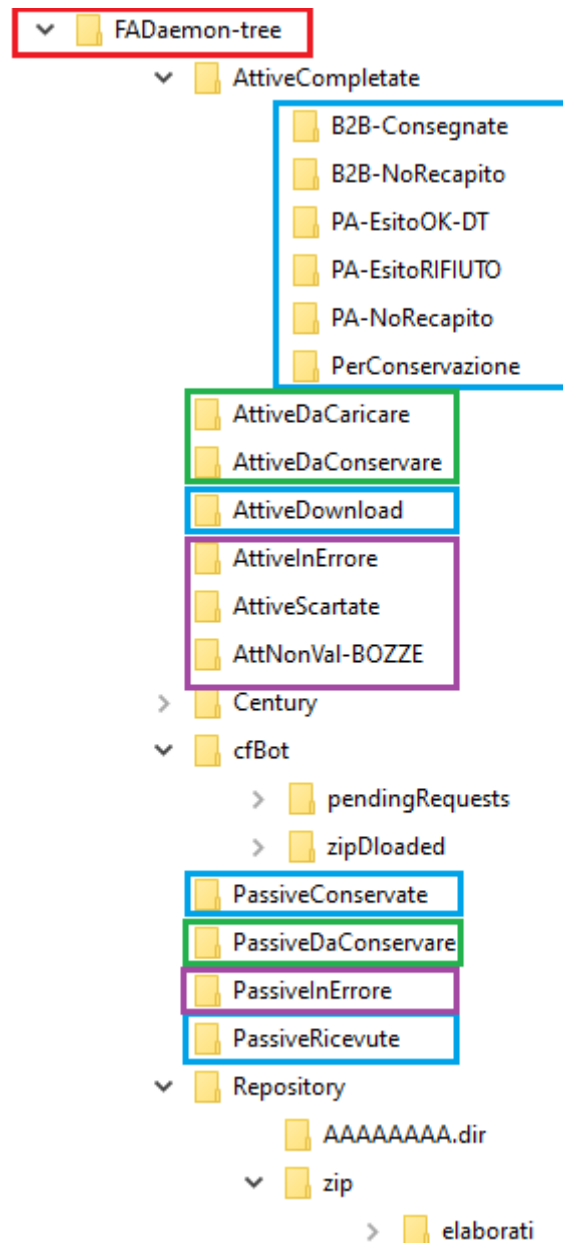 FADaemon-tree
AttiveCompletate
B2B-Consegnate
B2B-NoRecapito
PA-EsitoOK-DT
PA-EsitoRIFIUTO
PA-NoRecapito
PerConservazione
AttiveDaCaricare
AttiveDaConservare
AttiveDownload
AttiveInErrore
AttiveScartate
AttNonVal-BOZZE
Century
cfBot
pendingRequests
zipDloaded
PassiveConservate
PassiveDaConservare
PassiveInErrore
PassiveRicevute
Repository
AAAAAAAA.dir
zip
elaborati